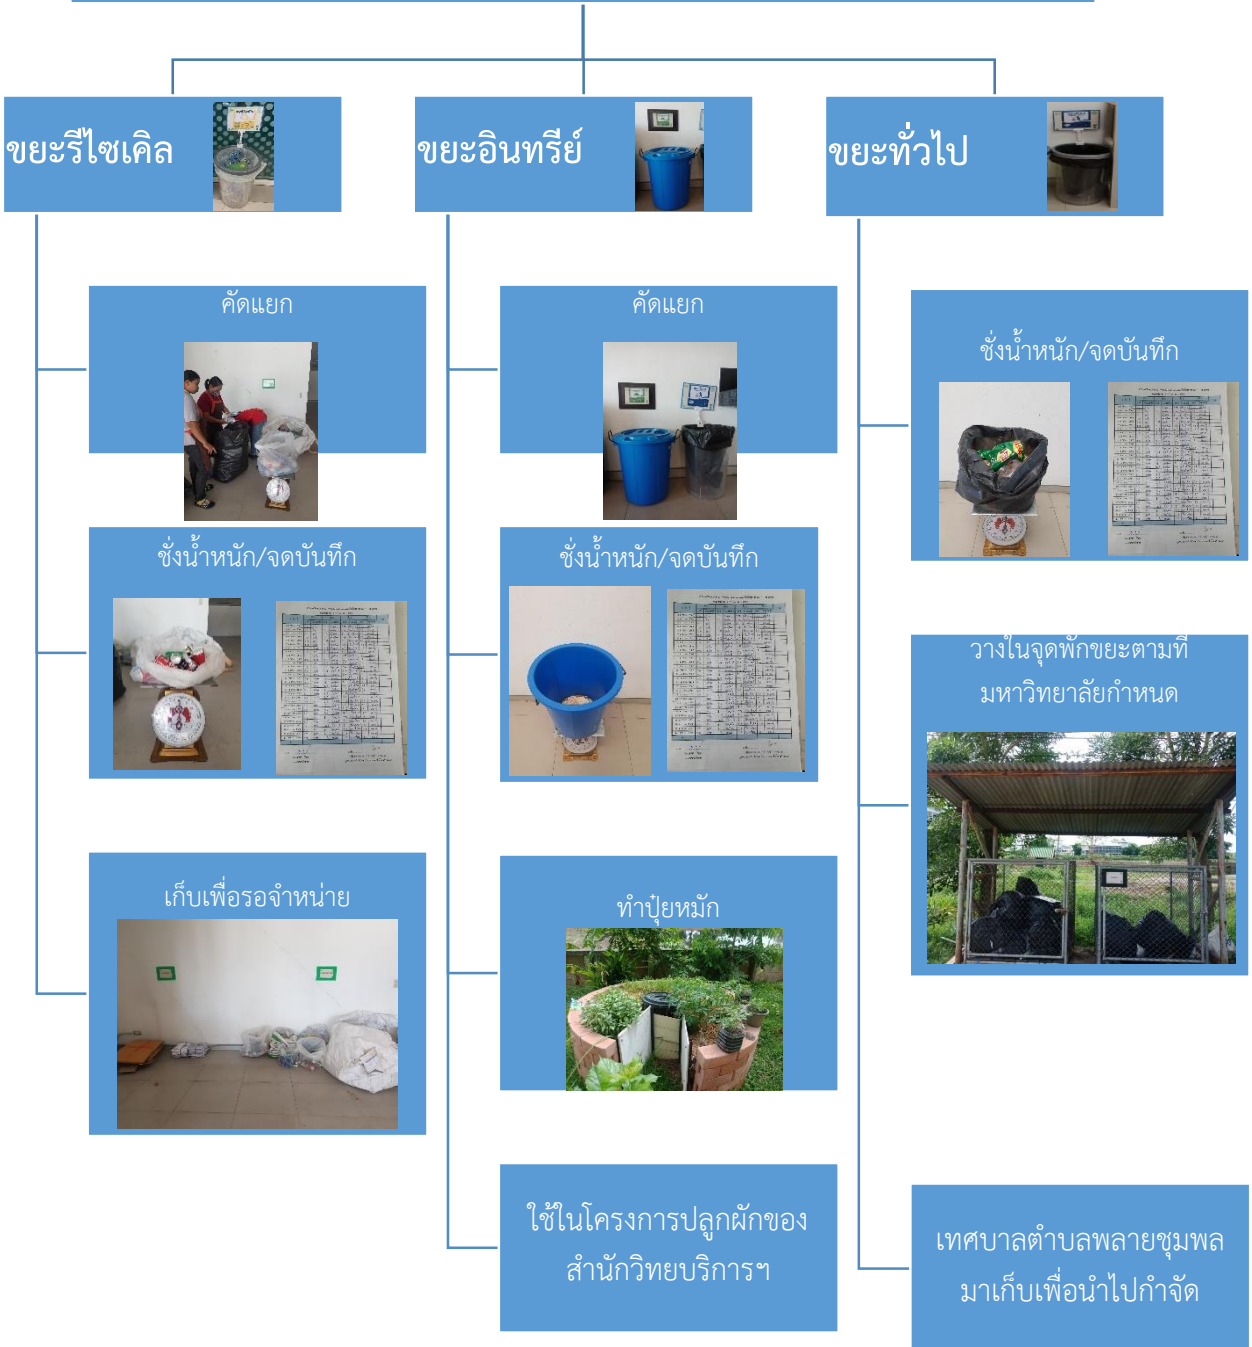 ขยะรีไซเคิล
ขยะอินทรีย์
ขยะทั่วไป
คัดแยก
คัดแยก
ชั่งน้ำหนัก/จดบันทึก
ชั่งน้ำหนัก/จดบันทึก
ชั่งน้ำหนัก/จดบันทึก
วางในจุดพักขยะตามที่
มหาวิทยาลัยกำหนด
เก็บเพื่อรอจำหน่าย
ทำปุ๋ยหมัก
ใช้ในโครงการปลูกผักของ
สำนักวิทยบริการฯ
เทศบาลตำบลพลายชุมพล
มาเก็บเพื่อนำไปกำจัด